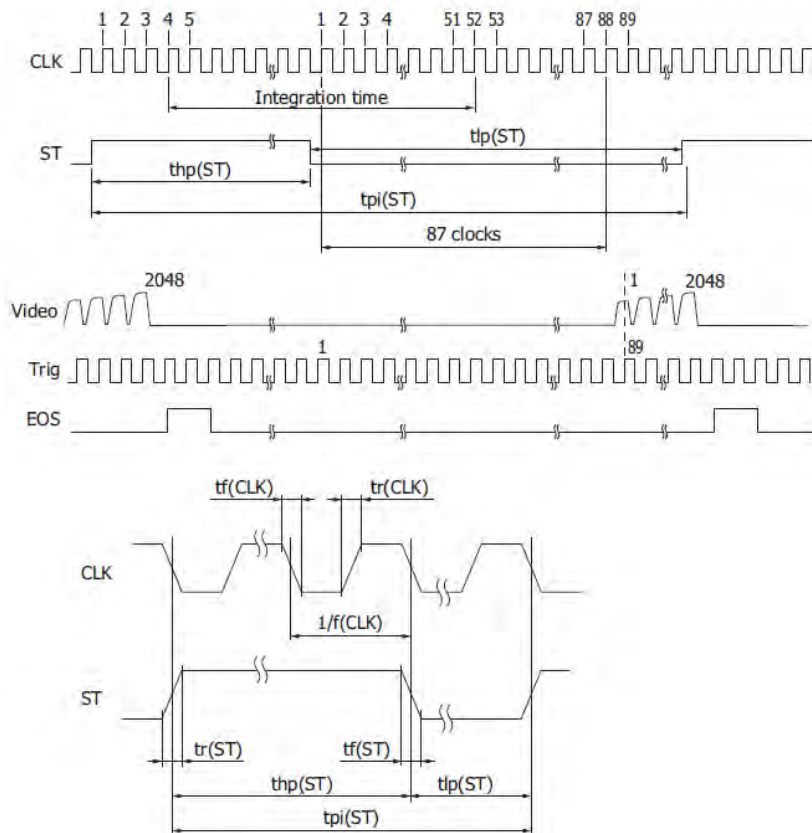 1 2 3 4 5 1 2 3 4 51 52 53 87 88 89
CLK
Integration time
ST
tlp(ST)
thp(ST)
tpi(ST)
87 clocks
2048 1 2048
Video
1 89
Trig
EOS
tf(CLK) tr(CLK)
CLK
1/f(CLK)
ST
tr(ST) tf(ST)
thp(ST) tlp(ST)
tpi(ST)